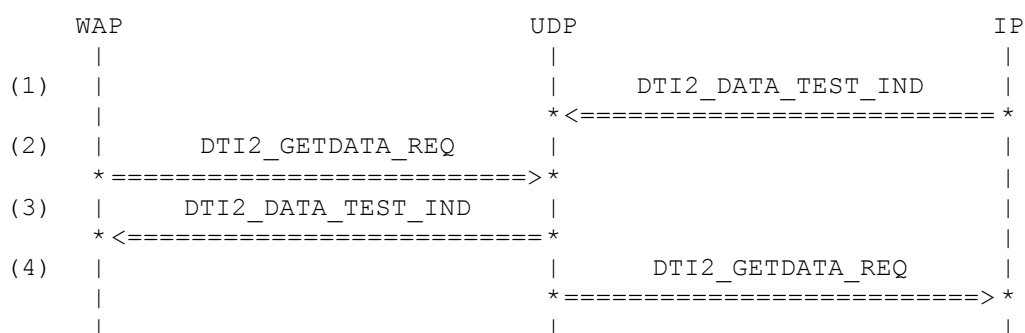 WAP UDP IP
| | |
(1) | | DTI2_DATA_TEST_IND |
| *<==========================*
(2) | DTI2_GETDATA_REQ | |
*==========================>* |
(3) | DTI2_DATA_TEST_IND | |
*<==========================* |
(4) | | DTI2_GETDATA_REQ |
| *==========================>*
| | |